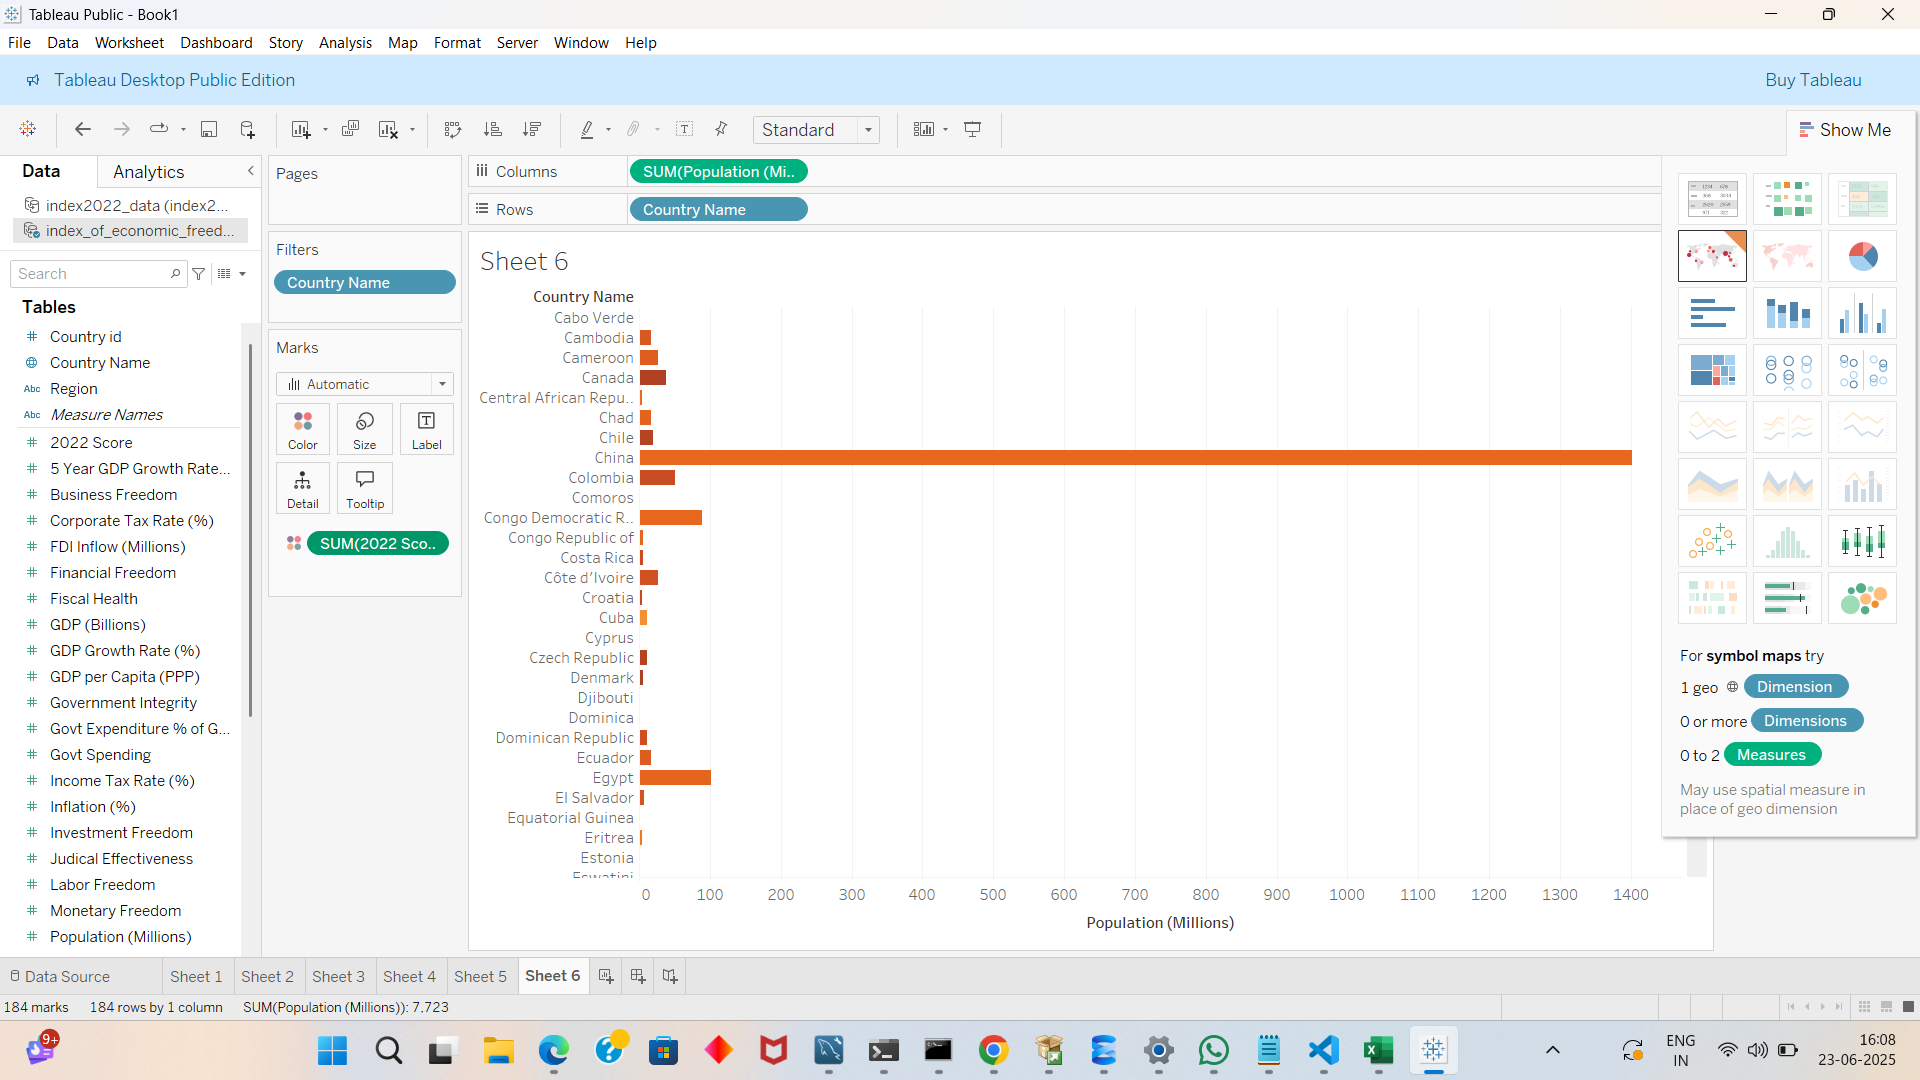 Tableau Public - Book1
File Data Worksheet Dashboard Story Analysis Map Format Server Window Help
Tableau Desktop Public Edition
Buy Tableau
Standard
Show Me
Data
Analytics
index2022_data (index2...
index_of_economic_freed...
Search
Tables
Country id
Country Name
Abc Region
Abc Measure Names
2022 Score
5 Year GDP Growth Rate...
Business Freedom
Corporate Tax Rate (%)
FDI Inflow (Millions)
Financial Freedom
Fiscal Health
GDP (Billions)
GDP Growth Rate (%)
GDP per Capita (PPP)
Government Integrity
Govt Expenditure % of G...
Govt Spending
Income Tax Rate (%)
Inflation (%)
Investment Freedom
Judical Effectiveness
Labor Freedom
Monetary Freedom
Population (Millions)
Pages
Filters
Country Name
Marks
Automatic
Color
Size
Label
Detail
Tooltip
SUM(2022 Sco..
Columns
SUM(Population (Mi..
Rows
Country Name
Sheet 6
Country Name
Cabo Verde
Cambodia
Cameroon
Canada
Central African Repu..
Chad
Chile
China
Colombia
Comoros
Congo Democratic R..
Congo Republic of
Costa Rica
Côte d'Ivoire
Croatia
Cuba
Cyprus
Czech Republic
Denmark
Djibouti
Dominica
Dominican Republic
Ecuador
Egypt
El Salvador
Equatorial Guinea
Eritrea
Estonia
Eswatini
0 100 200 300 400 500 600 700 800 900 1000 1100 1200 1300 1400
Population (Millions)
For symbol maps try
1 geo Dimension
0 or more Dimensions
0 to 2 Measures
May use spatial measure in
place of geo dimension
Data Source
Sheet 1
Sheet 2
Sheet 3
Sheet 4
Sheet 5
Sheet 6
184 marks
184 rows by 1 column
SUM(Population (Millions)): 7,723
9+
ENG
IN
16:08
23-06-2025